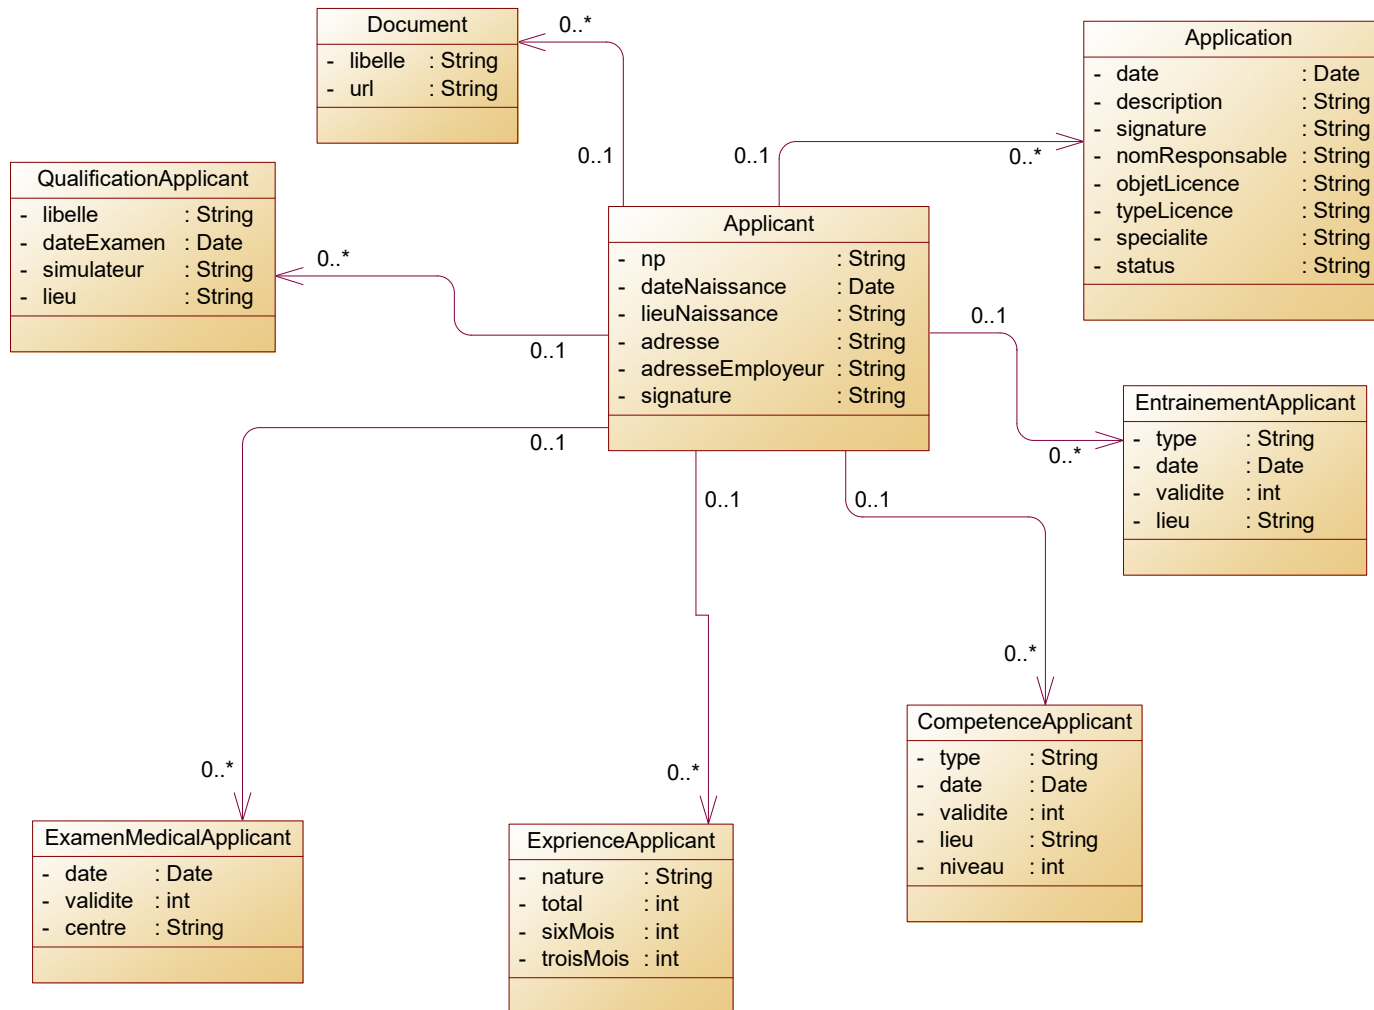 Document
- libelle : String
- url : String
0..*
0..1
Application
- date : Date
- description : String
- signature : String
- nomResponsable : String
- objetLicence : String
- typeLicence : String
- specialite : String
- status : String
0..1
0..*
QualificationApplicant
- libelle : String
- dateExamen : Date
- simulateur : String
- lieu : String
0..*
0..1
Applicant
- np : String
- dateNaissance : Date
- lieuNaissance : String
- adresse : String
- adresseEmployeur : String
- signature : String
0..1
0..*
EntrainementApplicant
- type : String
- date : Date
- validite : int
- lieu : String
0..1
0..*
0..1
0..*
0..1
0..*
CompetenceApplicant
- type : String
- date : Date
- validite : int
- lieu : String
- niveau : int
ExamenMedicalApplicant
- date : Date
- validite : int
- centre : String
ExprienceApplicant
- nature : String
- total : int
- sixMois : int
- troisMois : int